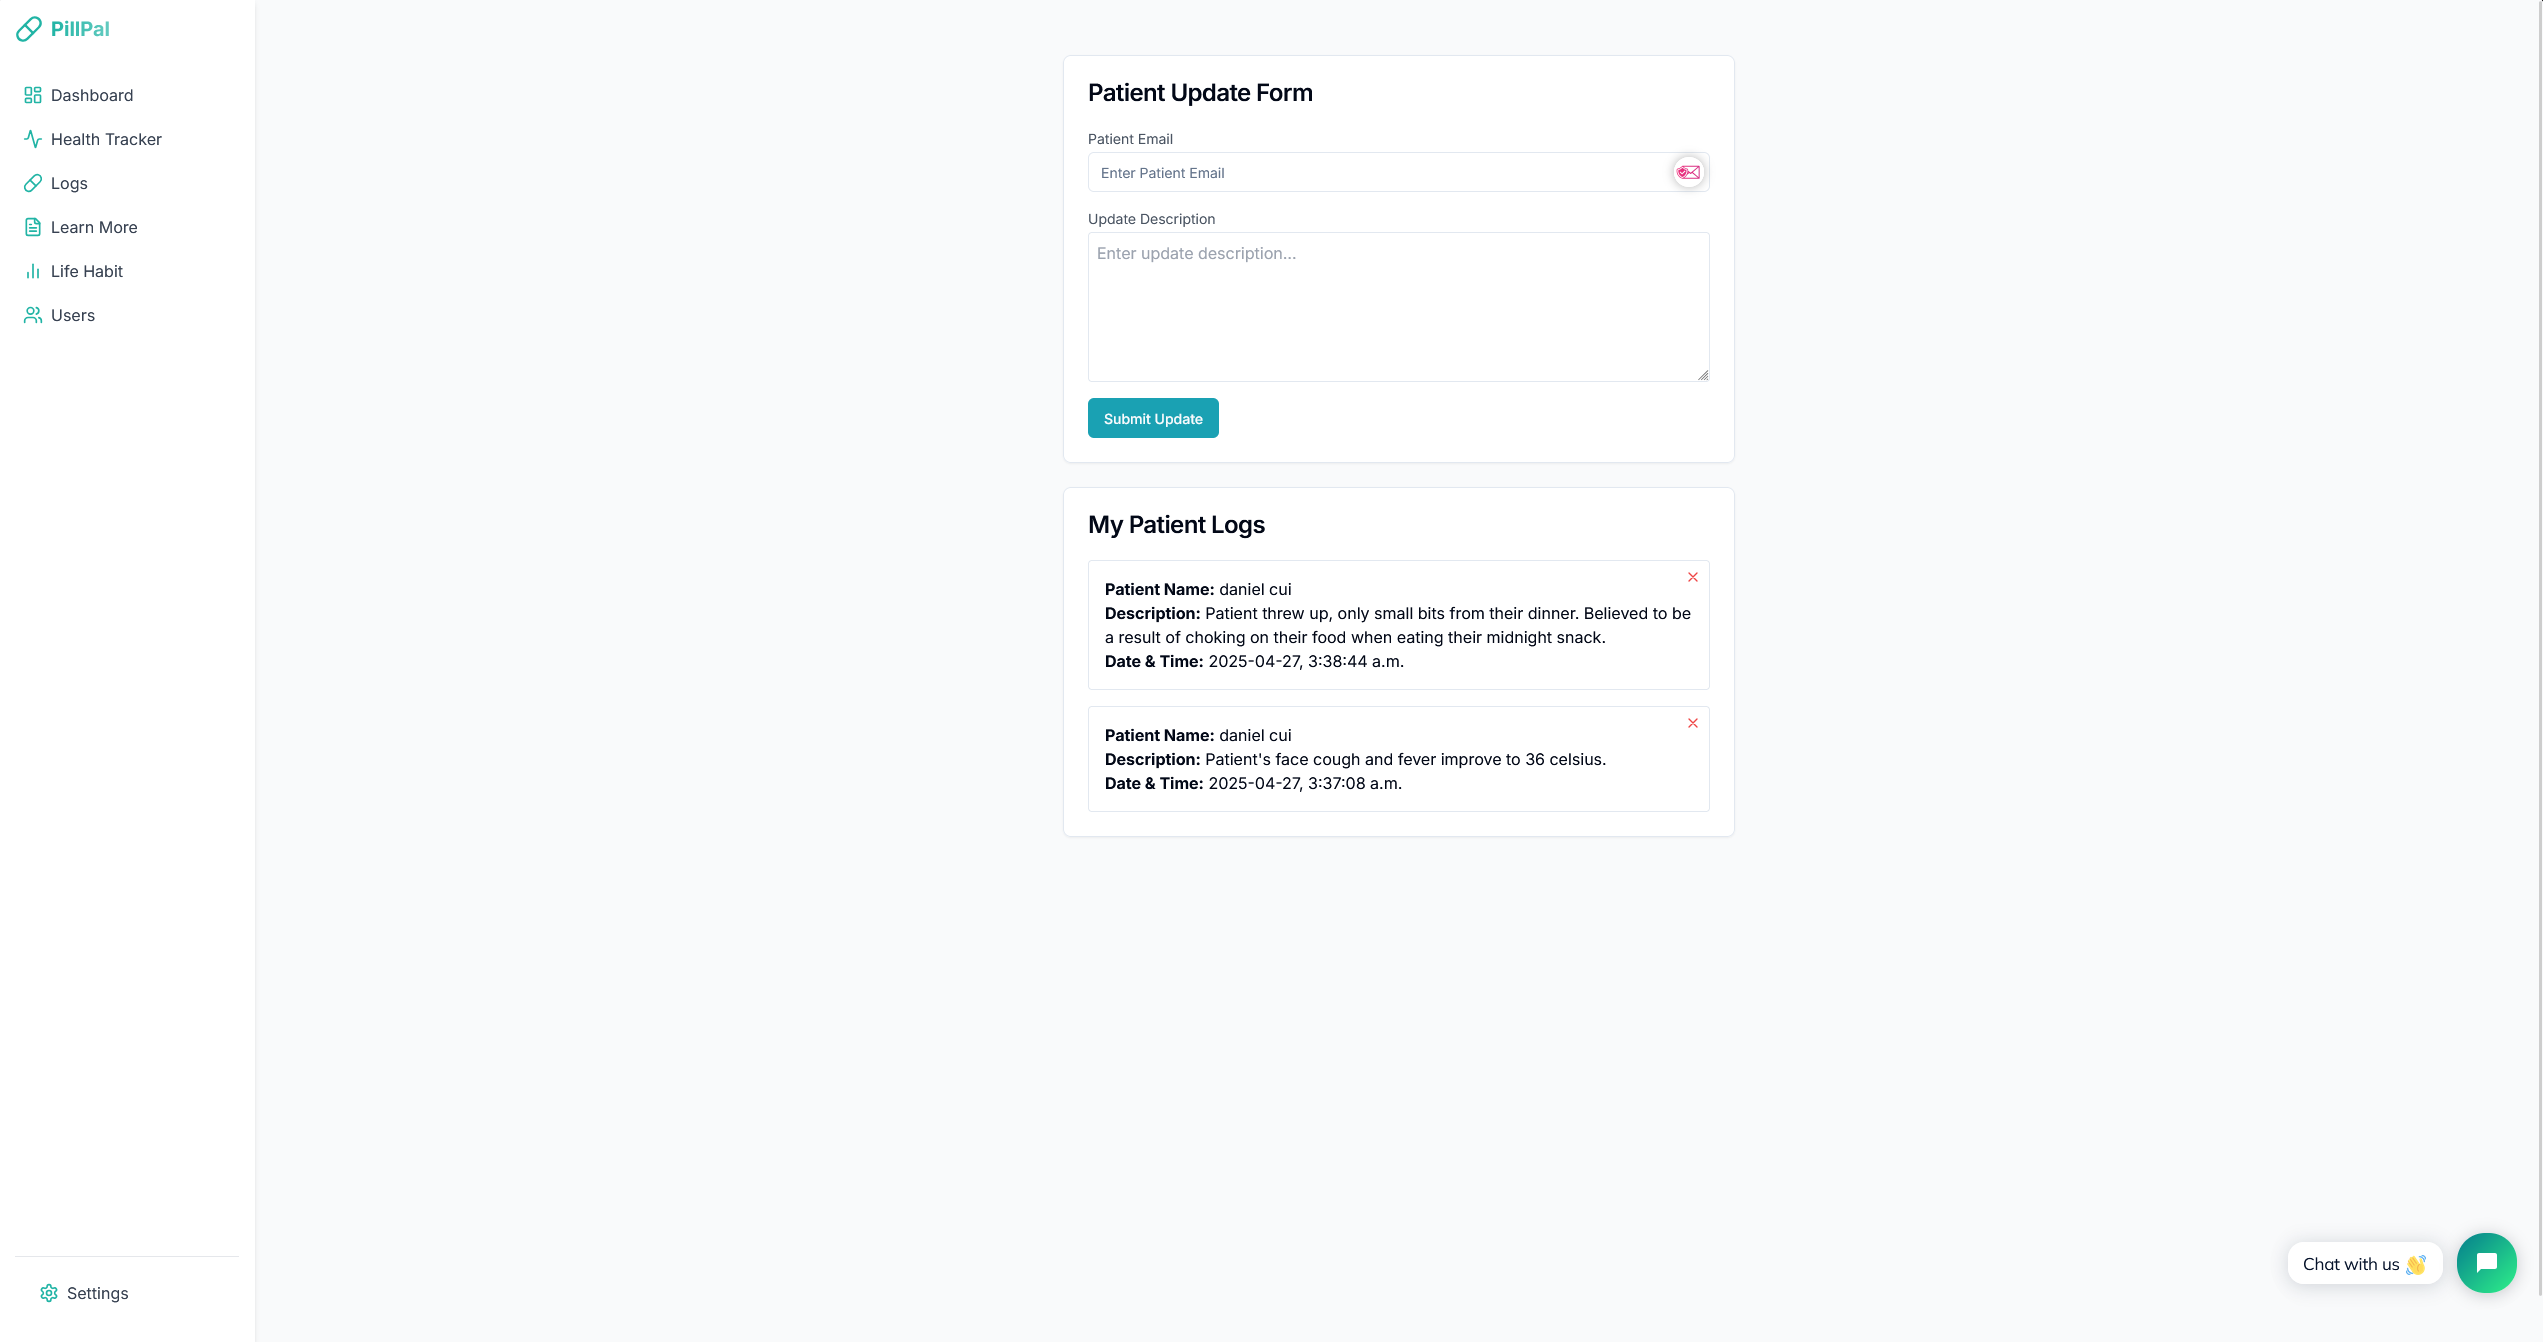 PillPal
Dashboard
Health Tracker
Logs
Learn More
Life Habit
Users
Settings
Patient Update Form
Patient Email
Enter Patient Email
Update Description
Enter update description...
Submit Update
My Patient Logs
Patient Name: daniel cui
Description: Patient threw up, only small bits from their dinner. Believed to be
a result of choking on their food when eating their midnight snack.
Date & Time: 2025-04-27, 3:38:44 a.m.
Patient Name: daniel cui
Description: Patient's face cough and fever improve to 36 celsius.
Date & Time: 2025-04-27, 3:37:08 a.m.
Chat with us 👋